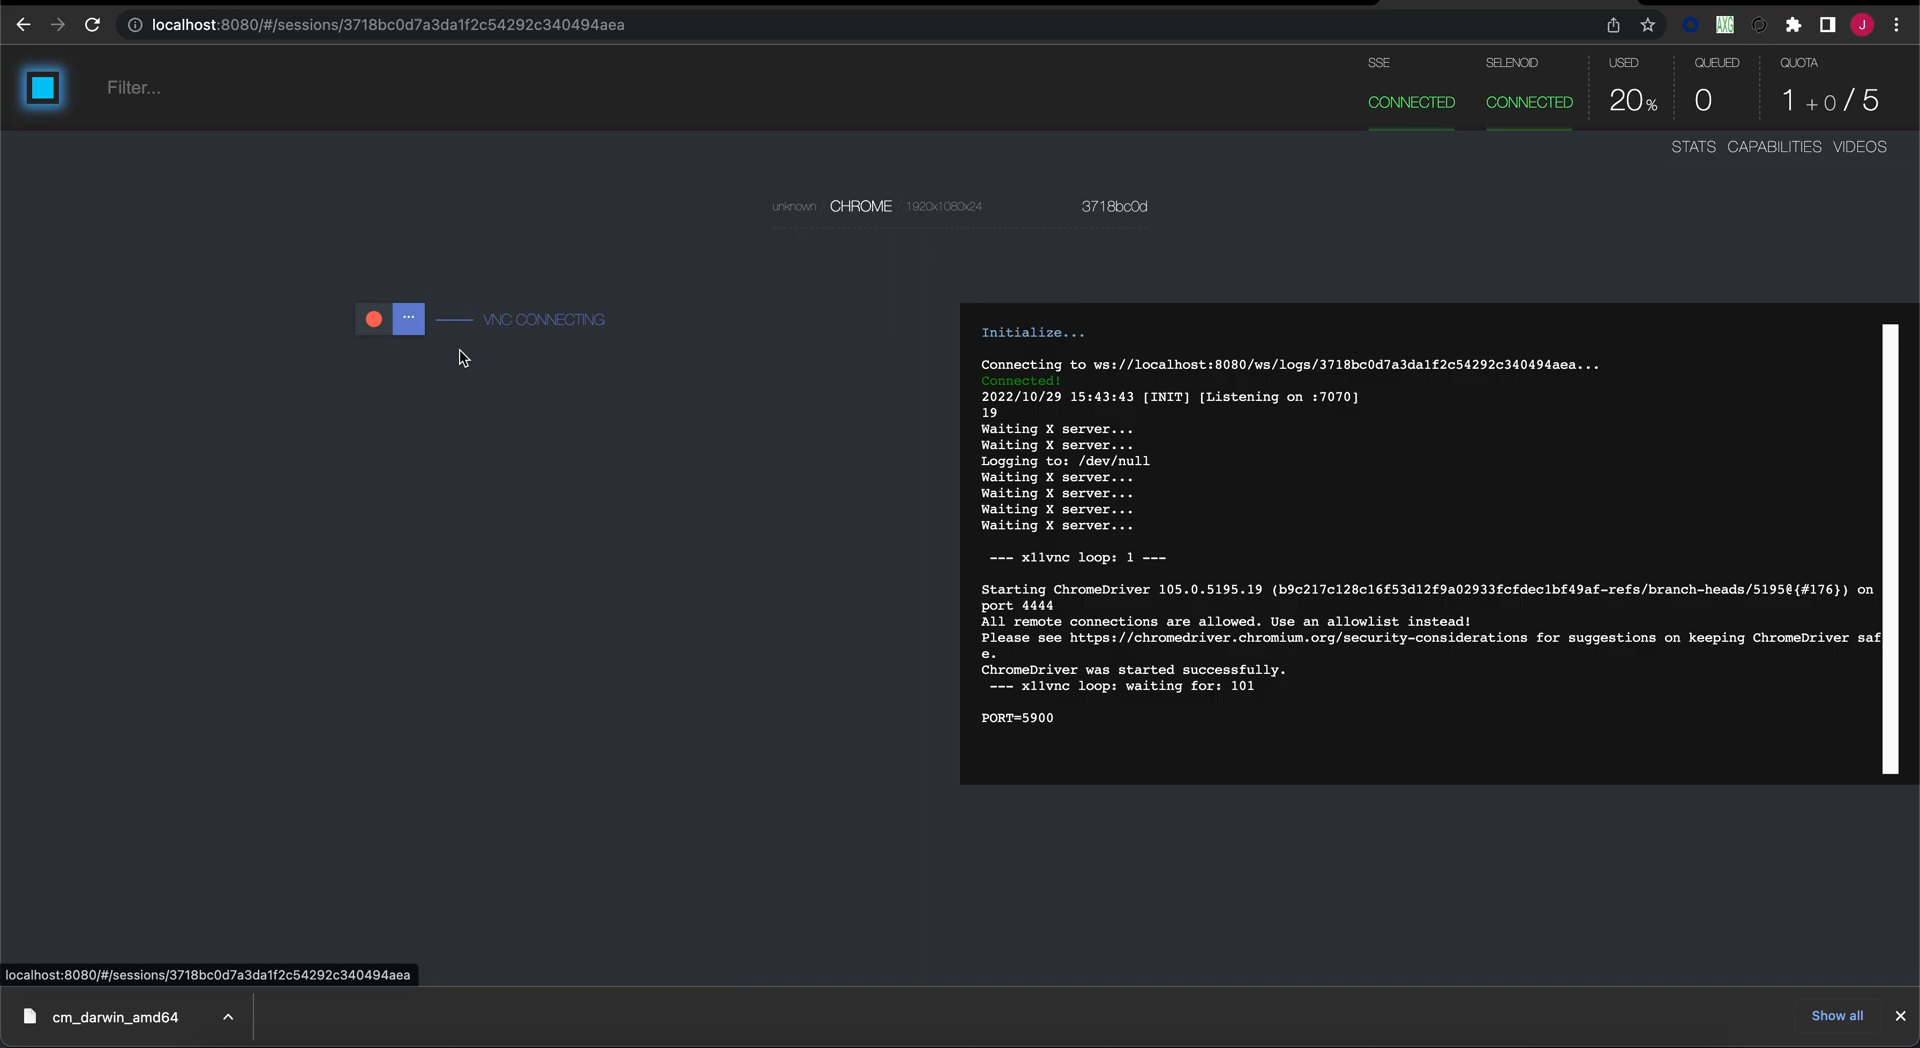 localhost:8080/#/sessions/3718bc0d7a3da1f2c54292c340494aea
AXG
J
Filter...
SSE
CONNECTED
SELENOID
CONNECTED
USED
20%
QUEUED
0
QUOTA
1 + 0 / 5
STATS CAPABILITIES VIDEOS
unknown / CHROME / 1920x1080x24 3718bc0d
... VNC CONNECTING
Initialize...
Connecting to ws://localhost:8080/ws/logs/3718bc0d7a3da1f2c54292c340494aea...
Connected!
2022/10/29 15:43:43 [INIT] [Listening on :7070]
19
Waiting X server...
Waiting X server...
Logging to: /dev/null
Waiting X server...
Waiting X server...
Waiting X server...
Waiting X server...
--- x11vnc loop: 1 ---
Starting ChromeDriver 105.0.5195.19 (b9c217c128c16f53d12f9a02933fcfdec1bf49af-refs/branch-heads/5195@{#176}) on
port 4444
All remote connections are allowed. Use an allowlist instead!
Please see https://chromedriver.chromium.org/security-considerations for suggestions on keeping ChromeDriver saf
e.
ChromeDriver was started successfully.
--- x11vnc loop: waiting for: 101
PORT=5900
localhost:8080/#/sessions/3718bc0d7a3da1f2c54292c340494aea
cm_darwin_amd64
Show all